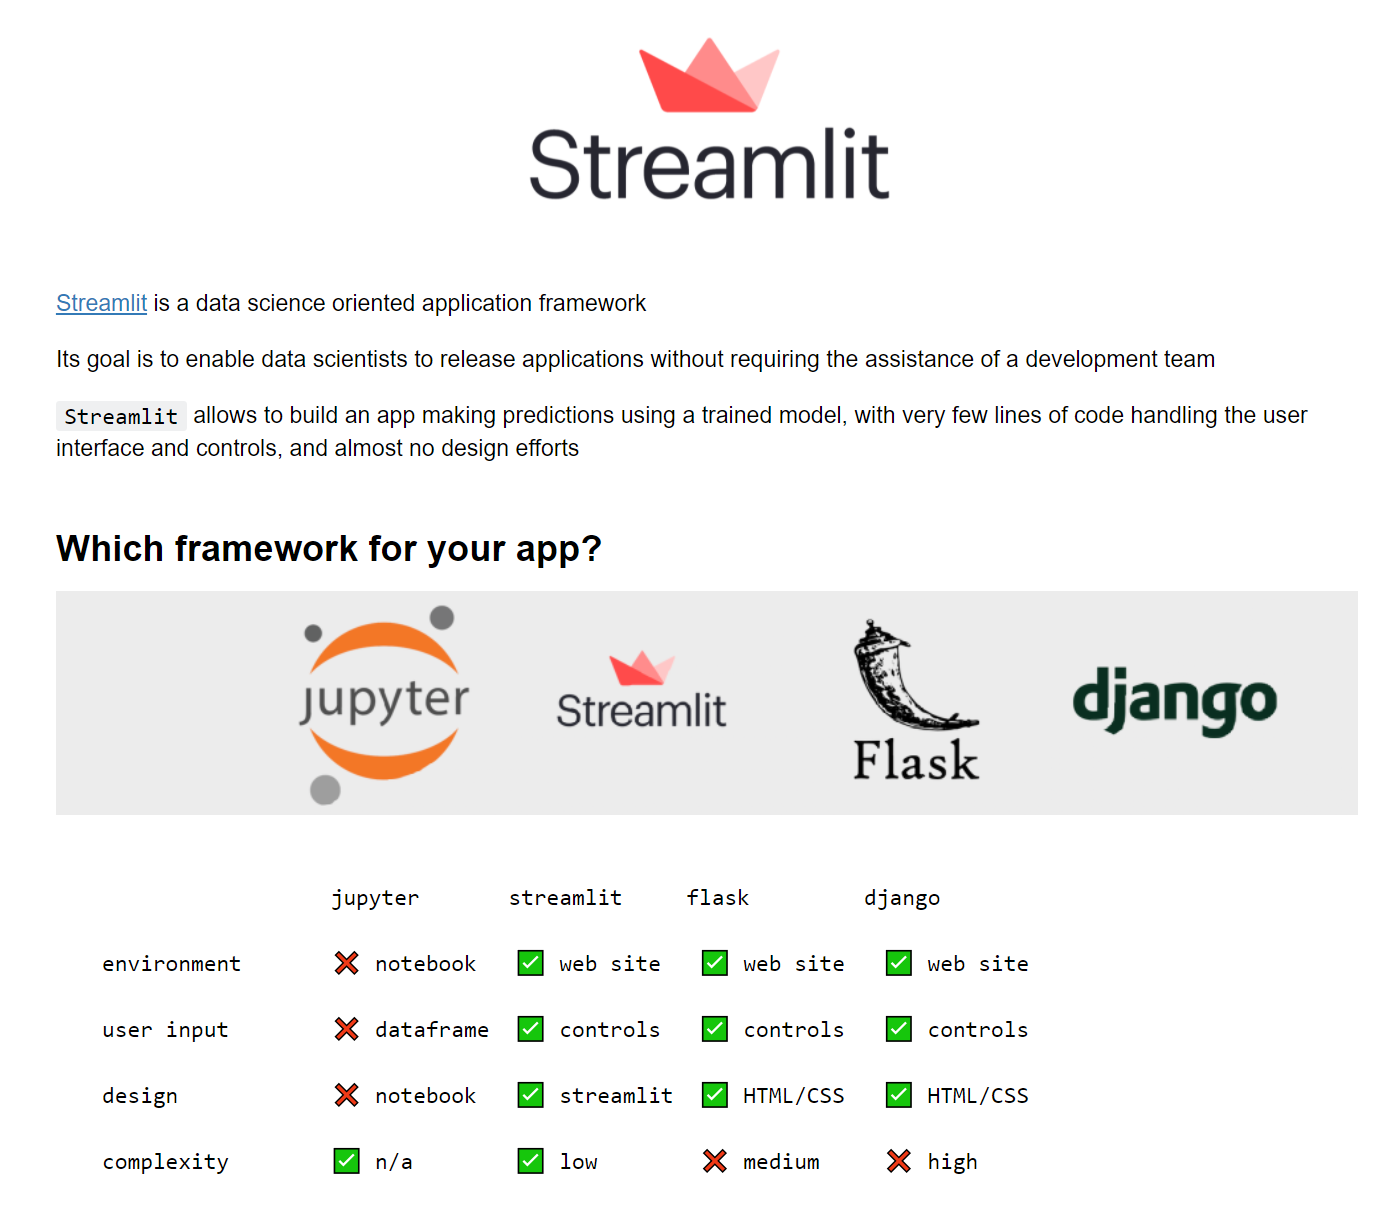 Streamlit
Streamlit is a data science oriented application framework
Its goal is to enable data scientists to release applications without requiring the assistance of a development team
Streamlit allows to build an app making predictions using a trained model, with very few lines of code handling the user
interface and controls, and almost no design efforts
Which framework for your app?
jupyter Streamlit Flask django
jupyter streamlit flask django
environment ❌ notebook ✅ web site ✅ web site ✅ web site
user input ❌ dataframe ✅ controls ✅ controls ✅ controls
design ❌ notebook ✅ streamlit ✅ HTML/CSS ✅ HTML/CSS
complexity ✅ n/a ✅ low ❌ medium ❌ high